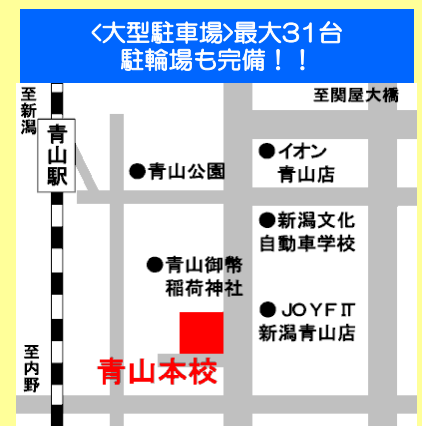 <大型駐車場>最大31台
駐輪場も完備！！
至新潟
至関屋大橋
青山駅
●イオン
青山店
●青山公園
●新潟文化
自動車学校
●青山御幣
稲荷神社
●JOYFIT
新潟青山店
至内野
青山本校